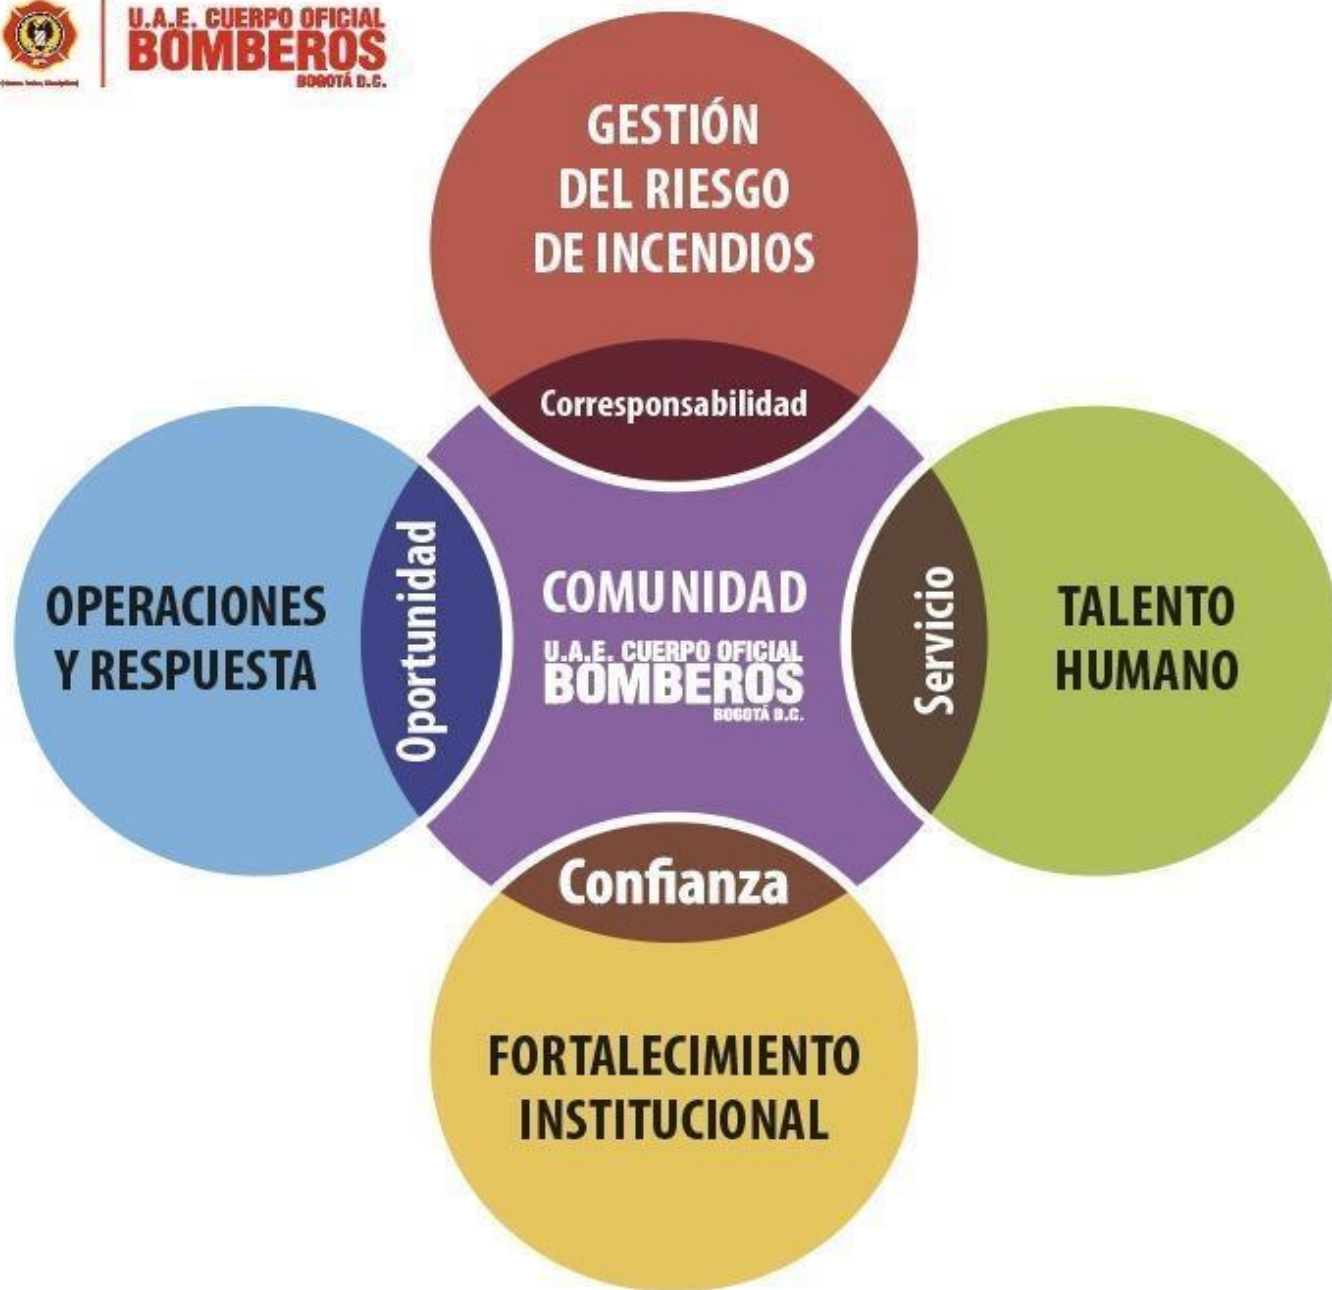 U.A.E. CUERPO OFICIAL
BOMBEROS
BOGOTÁ D.C.
GESTIÓN
DEL RIESGO
DE INCENDIOS
Corresponsabilidad
OPERACIONES
Y RESPUESTA
Oportunidad
COMUNIDAD
U.A.E. CUERPO OFICIAL
BOMBEROS
BOGOTÁ D.C.
Servicio
TALENTO
HUMANO
Confianza
FORTALECIMIENTO
INSTITUCIONAL